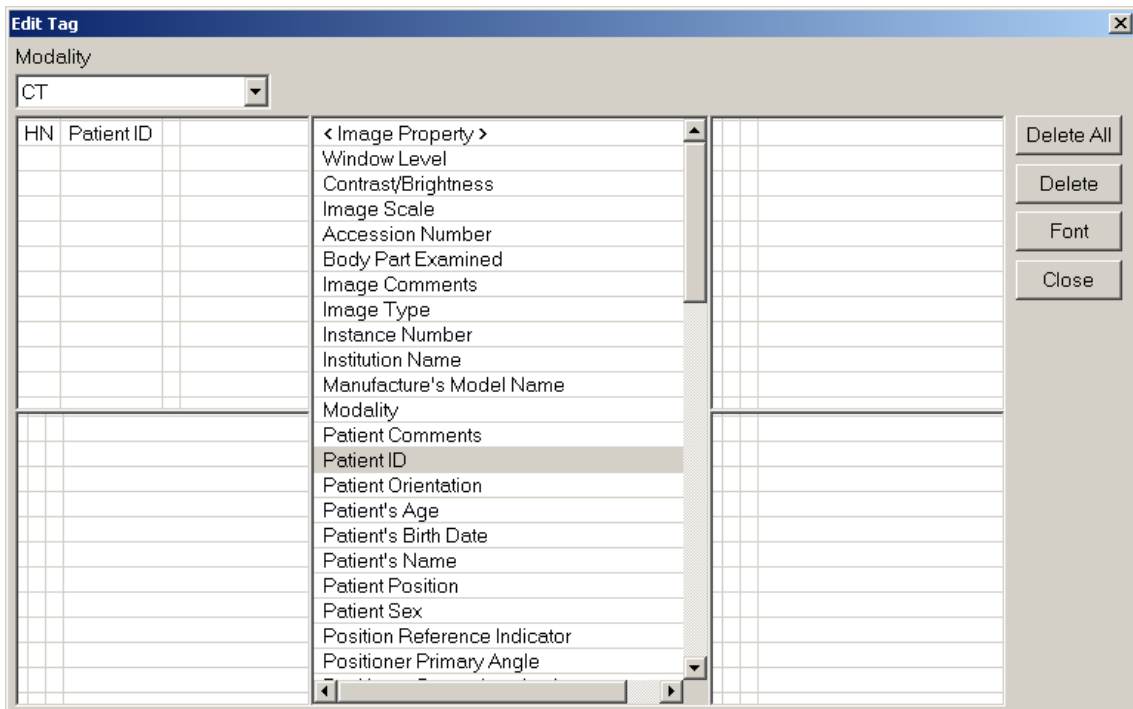 Edit Tag
Modality
CT
HN Patient ID
< Image Property >
Window Level
Contrast/Brightness
Image Scale
Accession Number
Body Part Examined
Image Comments
Image Type
Instance Number
Institution Name
Manufacture's Model Name
Modality
Patient Comments
Patient ID
Patient Orientation
Patient's Age
Patient's Birth Date
Patient's Name
Patient Position
Patient Sex
Position Reference Indicator
Positioner Primary Angle
Delete All
Delete
Font
Close